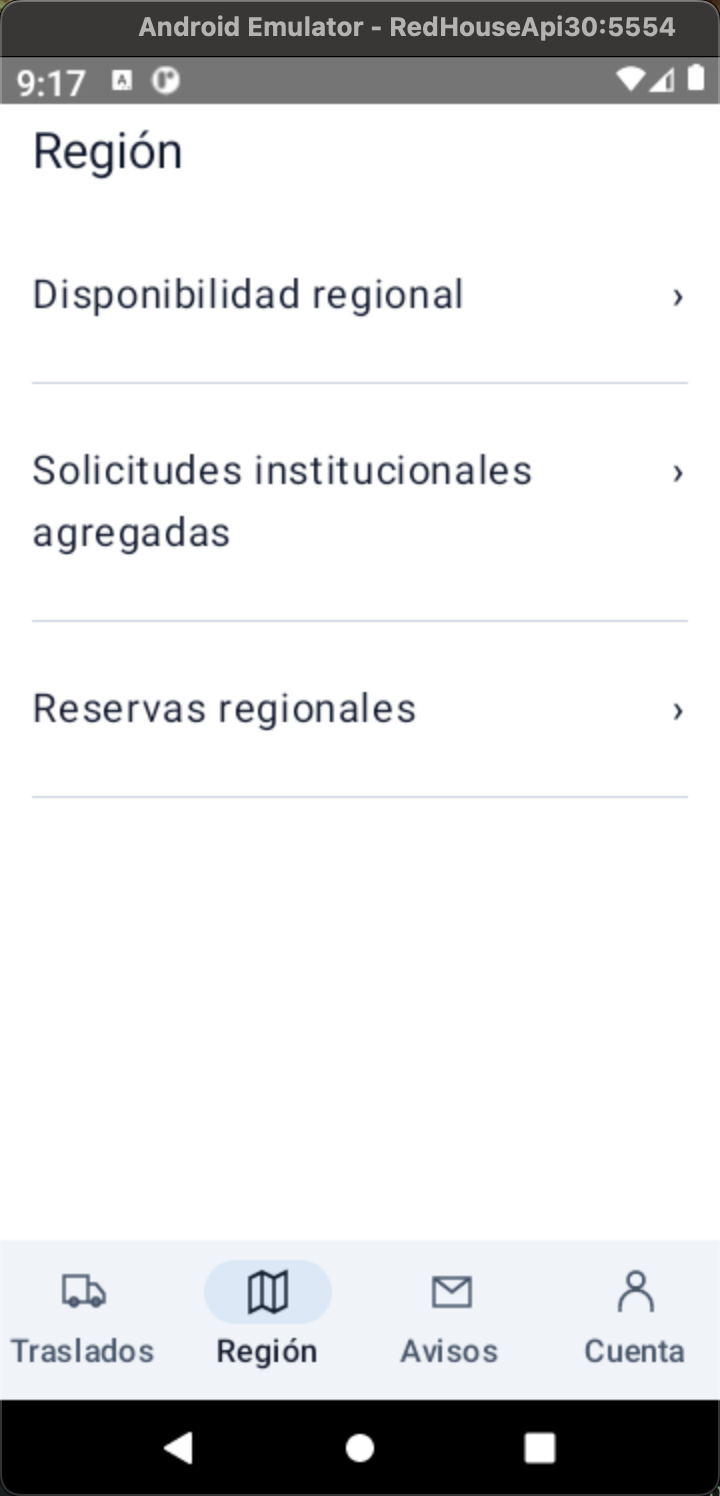 Android Emulator - RedHouseApi30:5554
9:17
Región
Disponibilidad regional ›
Solicitudes institucionales ›
agregadas
Reservas regionales ›
Traslados Región Avisos Cuenta